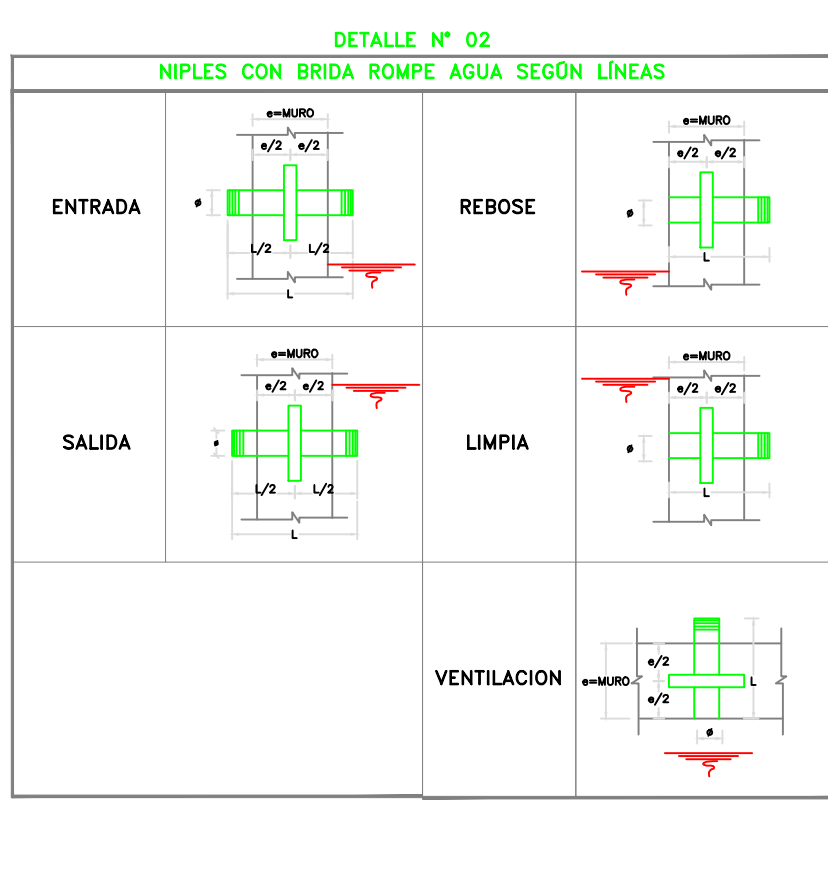 DETALLE N° 02
NIPLES CON BRIDA ROMPE AGUA SEGÚN LÍNEAS
ENTRADA
e=MURO
e/2 e/2
ø
L/2 L/2
L
REBOSE
e=MURO
e/2 e/2
ø
L
SALIDA
e=MURO
e/2 e/2
ø
L/2 L/2
L
LIMPIA
e=MURO
e/2 e/2
ø
L
VENTILACION
e/2
e=MURO
L
e/2
ø